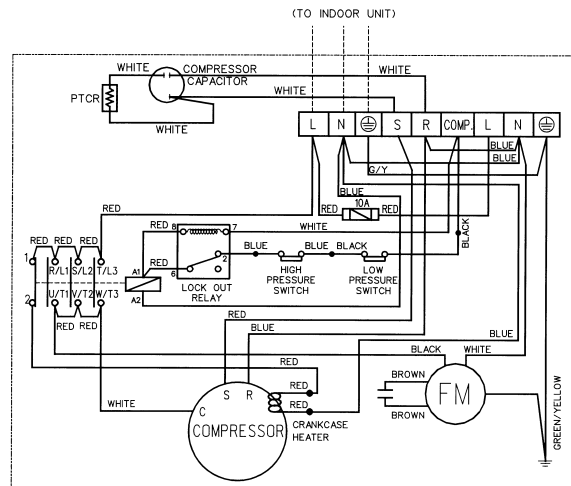 (TO INDOOR UNIT)
WHITE
COMPRESSOR
CAPACITOR
WHITE
WHITE
PTCR
WHITE
L N S R COMP. L N
BLUE
BLUE
G/Y
BLUE
10A
RED RED
RED
RED 8 7 WHITE
BLACK
RED RED RED
1 R/L1 S/L2 T/L3
A1 RED 6 2 BLUE BLUE BLACK
LOCK OUT
RELAY
HIGH
PRESSURE
SWITCH
LOW
PRESSURE
SWITCH
2 U/T1 V/T2 W/T3
A2
RED RED
RED
BLUE
BLUE
RED
BLACK WHITE
WHITE
S R
C
RED
RED
COMPRESSOR
CRANKCASE
HEATER
BROWN
BROWN
FM
GREEN/YELLOW